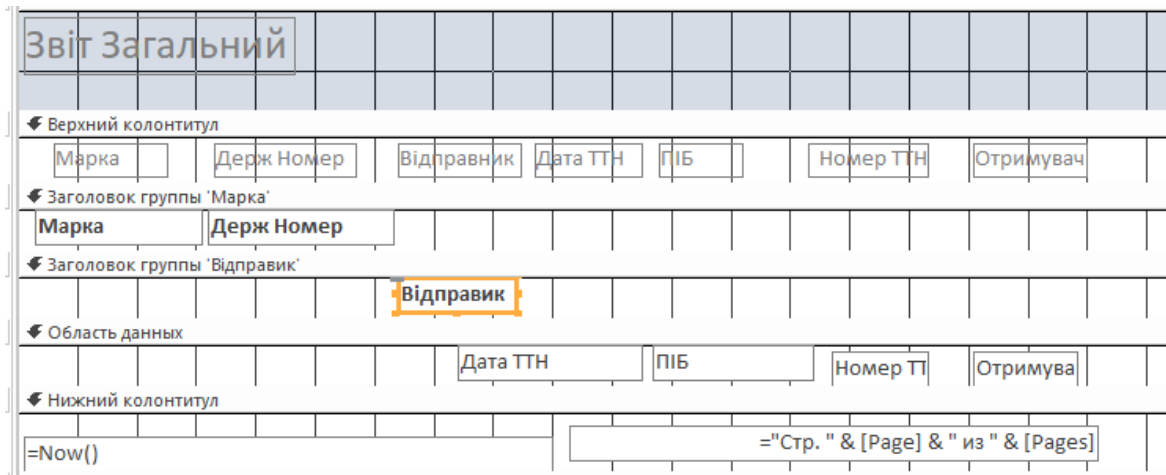 Звіт Загальний
Верхний колонтитул
Марка Держ Номер Відправник Дата ТТН ПІБ Номер ТТН Отримувач
Заголовок группы 'Марка'
Марка Держ Номер
Заголовок группы 'Відправик'
Відправик
Область данных
Дата ТТН ПІБ Номер ТТ Отримува
Нижний колонтитул
=Now() ="Стр. " & [Page] & " из " & [Pages]